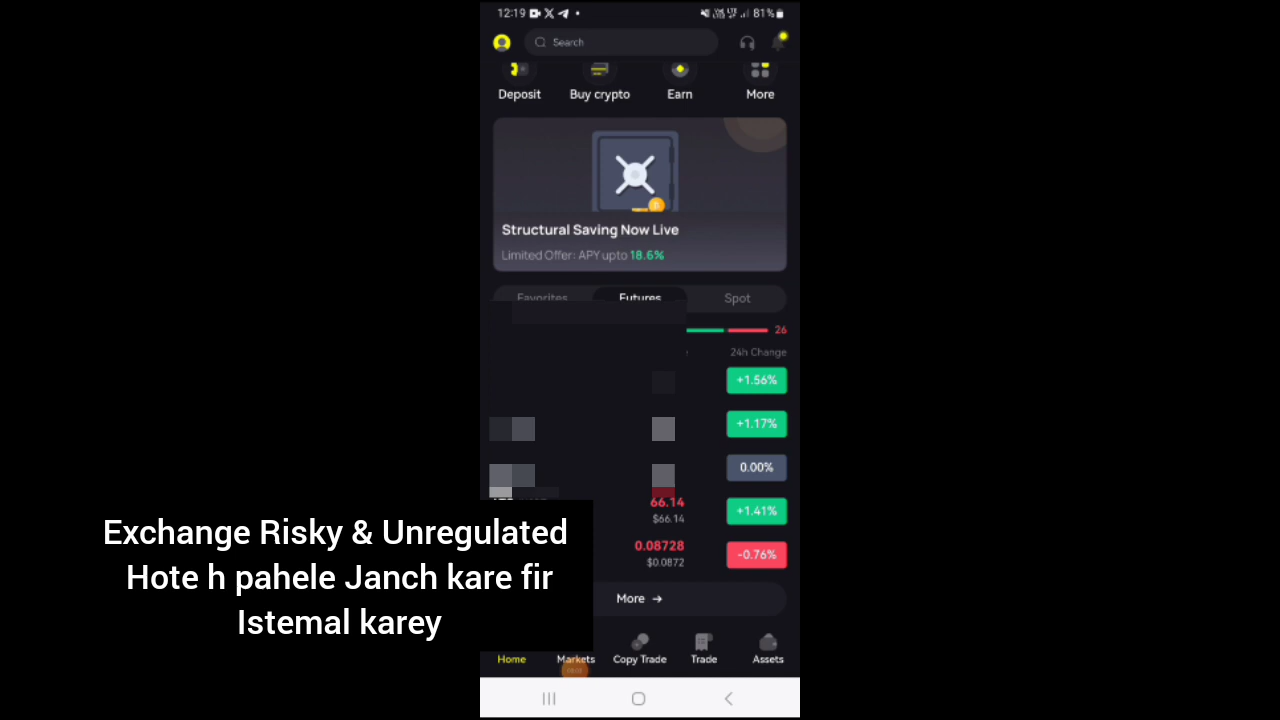 12:19
81%
Search
Deposit Buy crypto Earn More
Structural Saving Now Live
Limited Offer: APY upto 18.6%
Favorites Futures Spot
26
24h Change
+1.56%
+1.17%
0.00%
66.14
$66.14
+1.41%
0.08728
$0.0872
-0.76%
More →
Exchange Risky & Unregulated
Hote h pahele Janch kare fir
Istemal karey
Home Markets Copy Trade Trade Assets